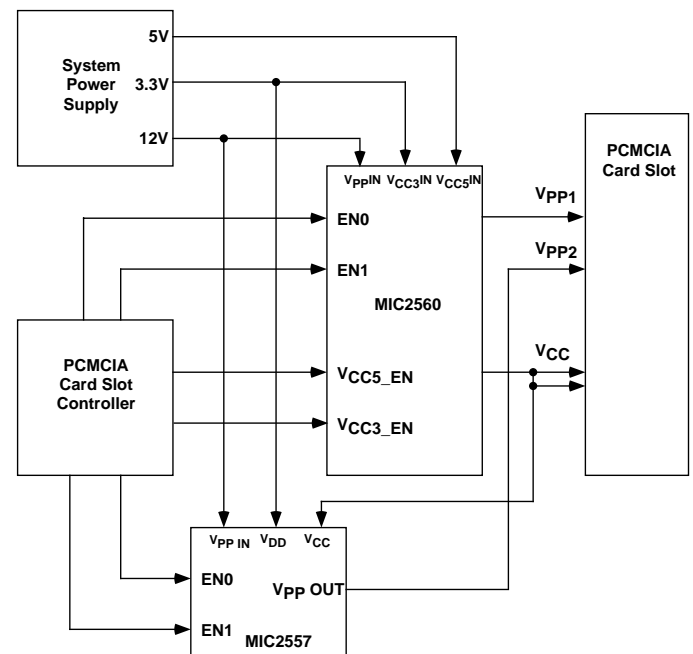 System
Power
Supply
5V
3.3V
12V
PCMCIA
Card Slot
VPPIN VCC3IN VCC5IN
EN0
EN1
MIC2560
VCC5_EN
VCC3_EN
VPP1
VPP2
VCC
PCMCIA
Card Slot
Controller
VPP IN VDD VCC
EN0
VPP OUT
EN1
MIC2557